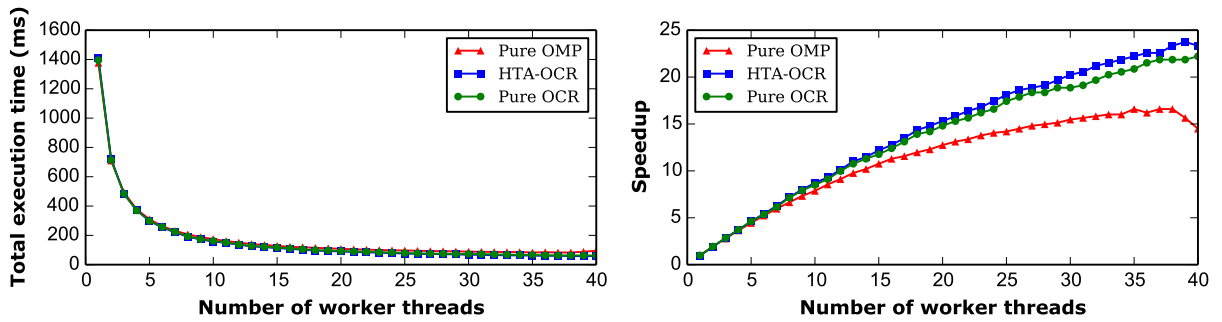 Total execution time (ms)
1600
1400
1200
1000
800
600
400
200
0
Pure OMP
HTA-OCR
Pure OCR
0 5 10 15 20 25 30 35 40
Number of worker threads
Speedup
25
20
15
10
5
0
Pure OMP
HTA-OCR
Pure OCR
0 5 10 15 20 25 30 35 40
Number of worker threads